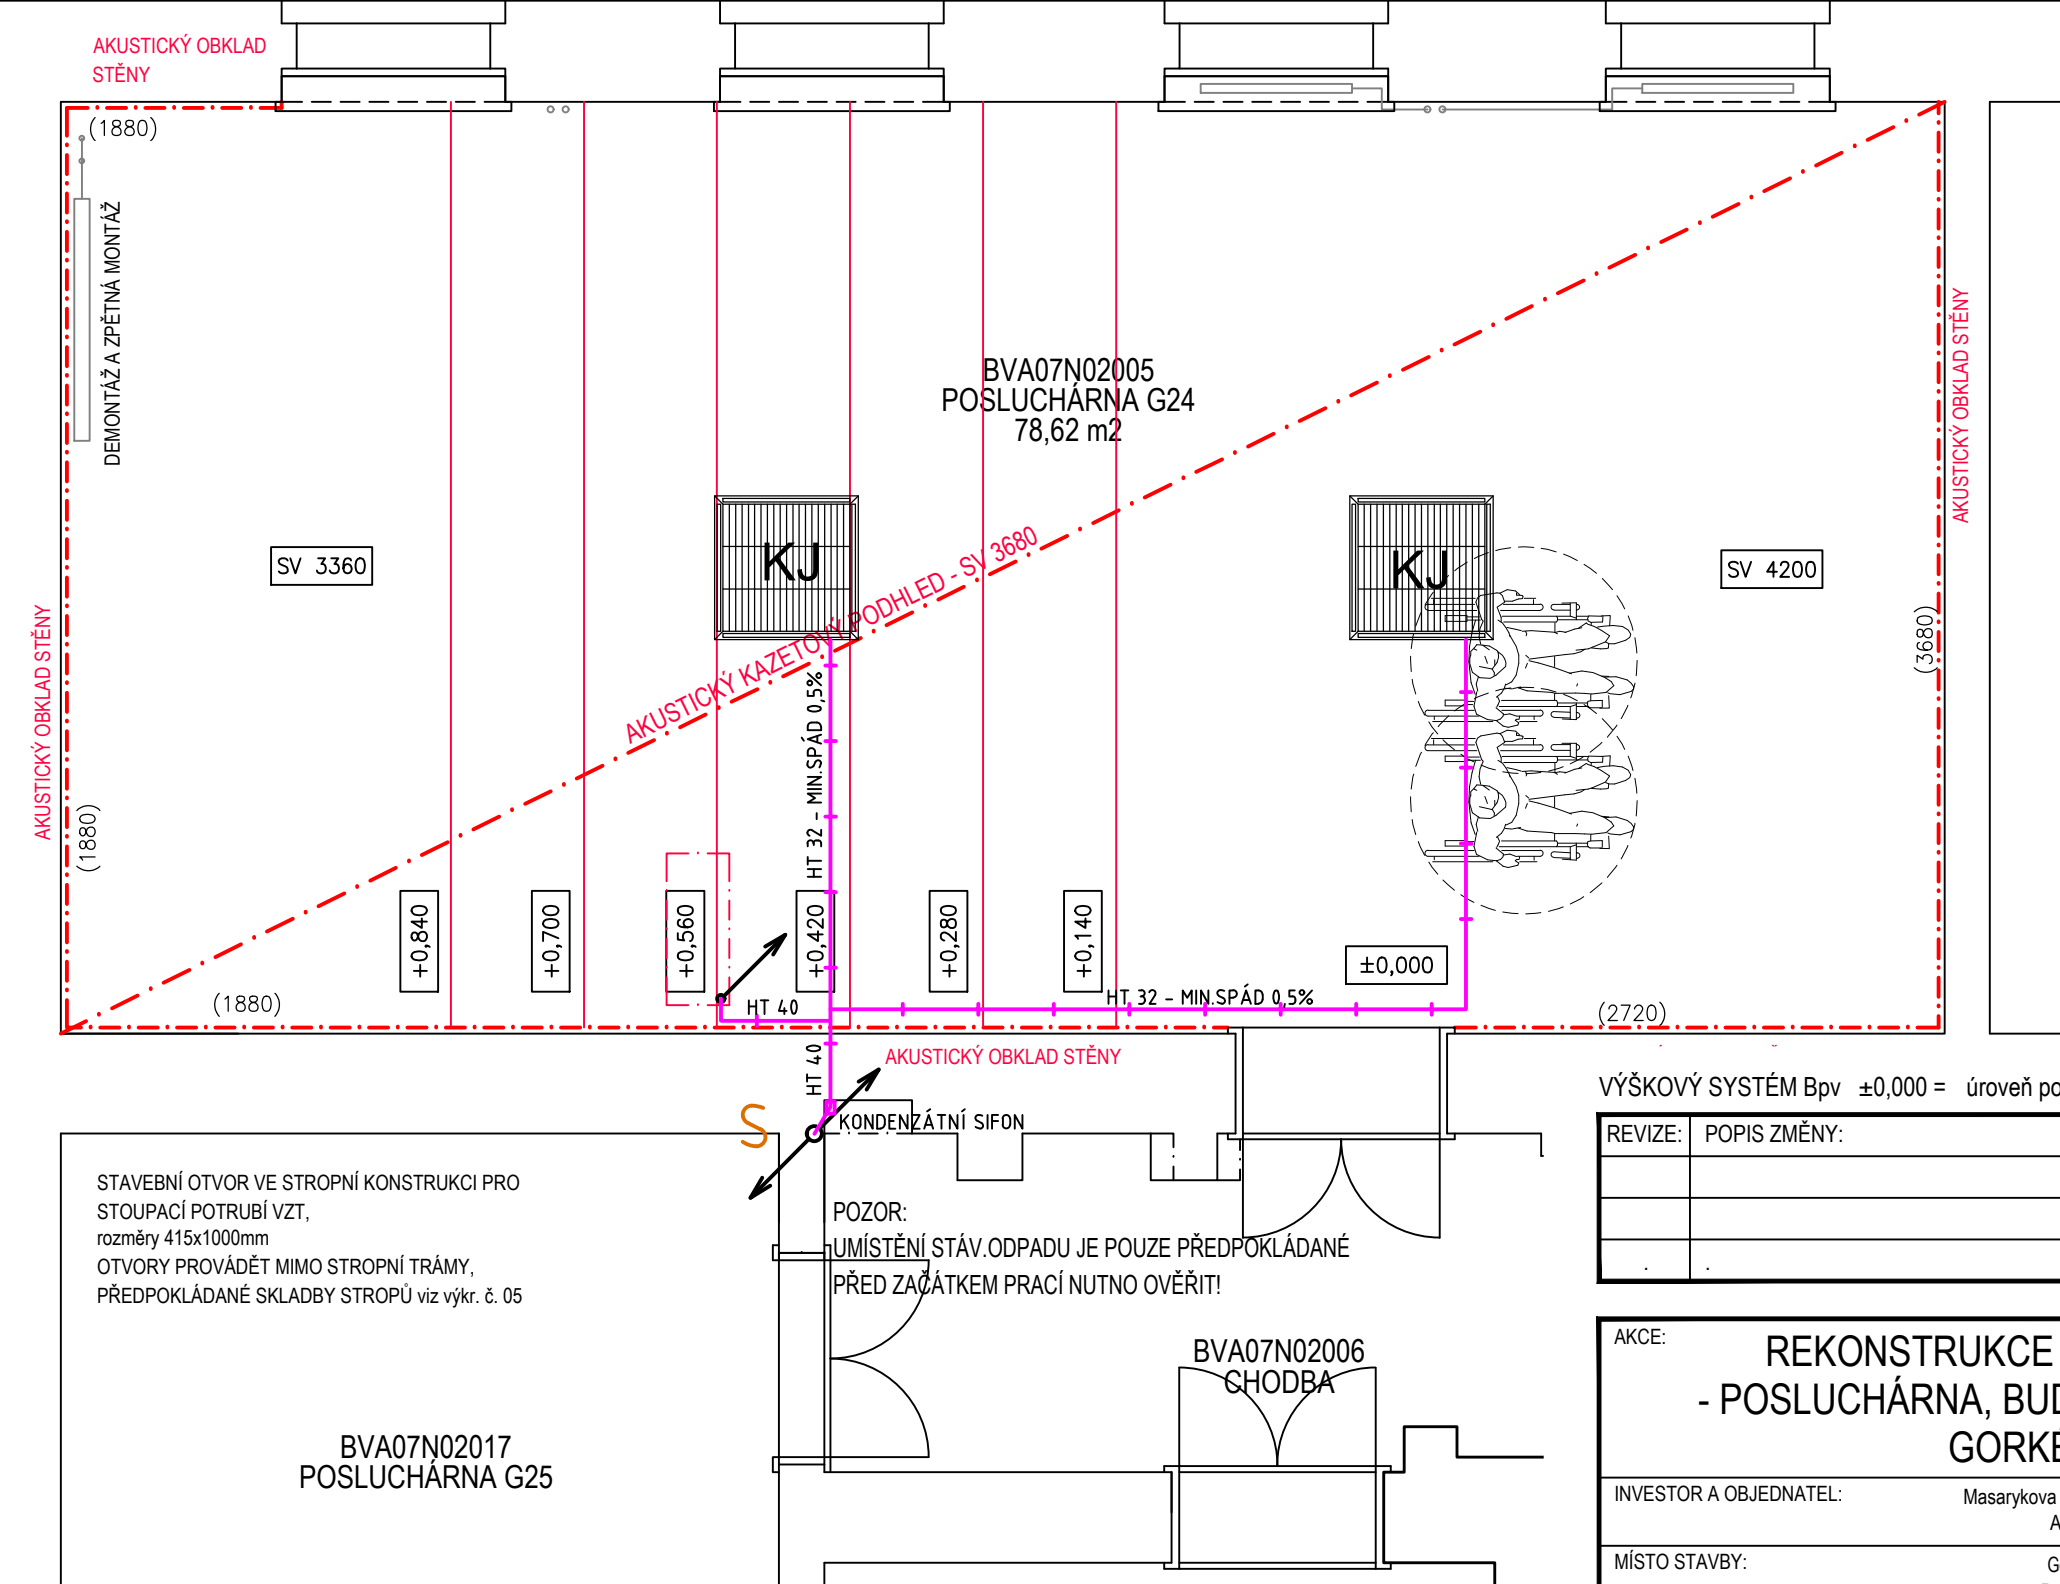 AKUSTICKÝ OBKLAD
STĚNY
(1880)
DEMONTÁŽ A ZPĚTNÁ MONTÁŽ
BVA07N02005
POSLUCHÁRNA G24
78,62 m2
AKUSTICKÝ OBKLAD STĚNY
SV 3360
KJ
AKUSTICKÝ KAZETOVÝ PODHLED - SV 3680
KJ
SV 4200
(3680)
AKUSTICKÝ OBKLAD STĚNY
(1880)
HT 32 - MIN.SPÁD 0,5%
+0,840
+0,700
+0,560
+0,420
+0,280
+0,140
±0,000
(1880)
HT 40
HT 32 - MIN.SPÁD 0,5%
(2720)
HT 40
AKUSTICKÝ OBKLAD STĚNY
S
KONDENZÁTNÍ SIFON
VÝŠKOVÝ SYSTÉM Bpv ±0,000 = úroveň po
REVIZE: POPIS ZMĚNY:
. .
STAVEBNÍ OTVOR VE STROPNÍ KONSTRUKCI PRO
STOUPACÍ POTRUBÍ VZT,
rozměry 415x1000mm
OTVORY PROVÁDĚT MIMO STROPNÍ TRÁMY,
PŘEDPOKLÁDANÉ SKLADBY STROPŮ viz výkr. č. 05
POZOR:
UMÍSTĚNÍ STÁV.ODPADU JE POUZE PŘEDPOKLÁDANÉ
PŘED ZAČÁTKEM PRACÍ NUTNO OVĚŘIT!
BVA07N02006
CHODBA
BVA07N02017
POSLUCHÁRNA G25
AKCE:
REKONSTRUKCE
- POSLUCHÁRNA, BUD
GORKÉ
INVESTOR A OBJEDNATEL: Masarykova
A
MÍSTO STAVBY: G